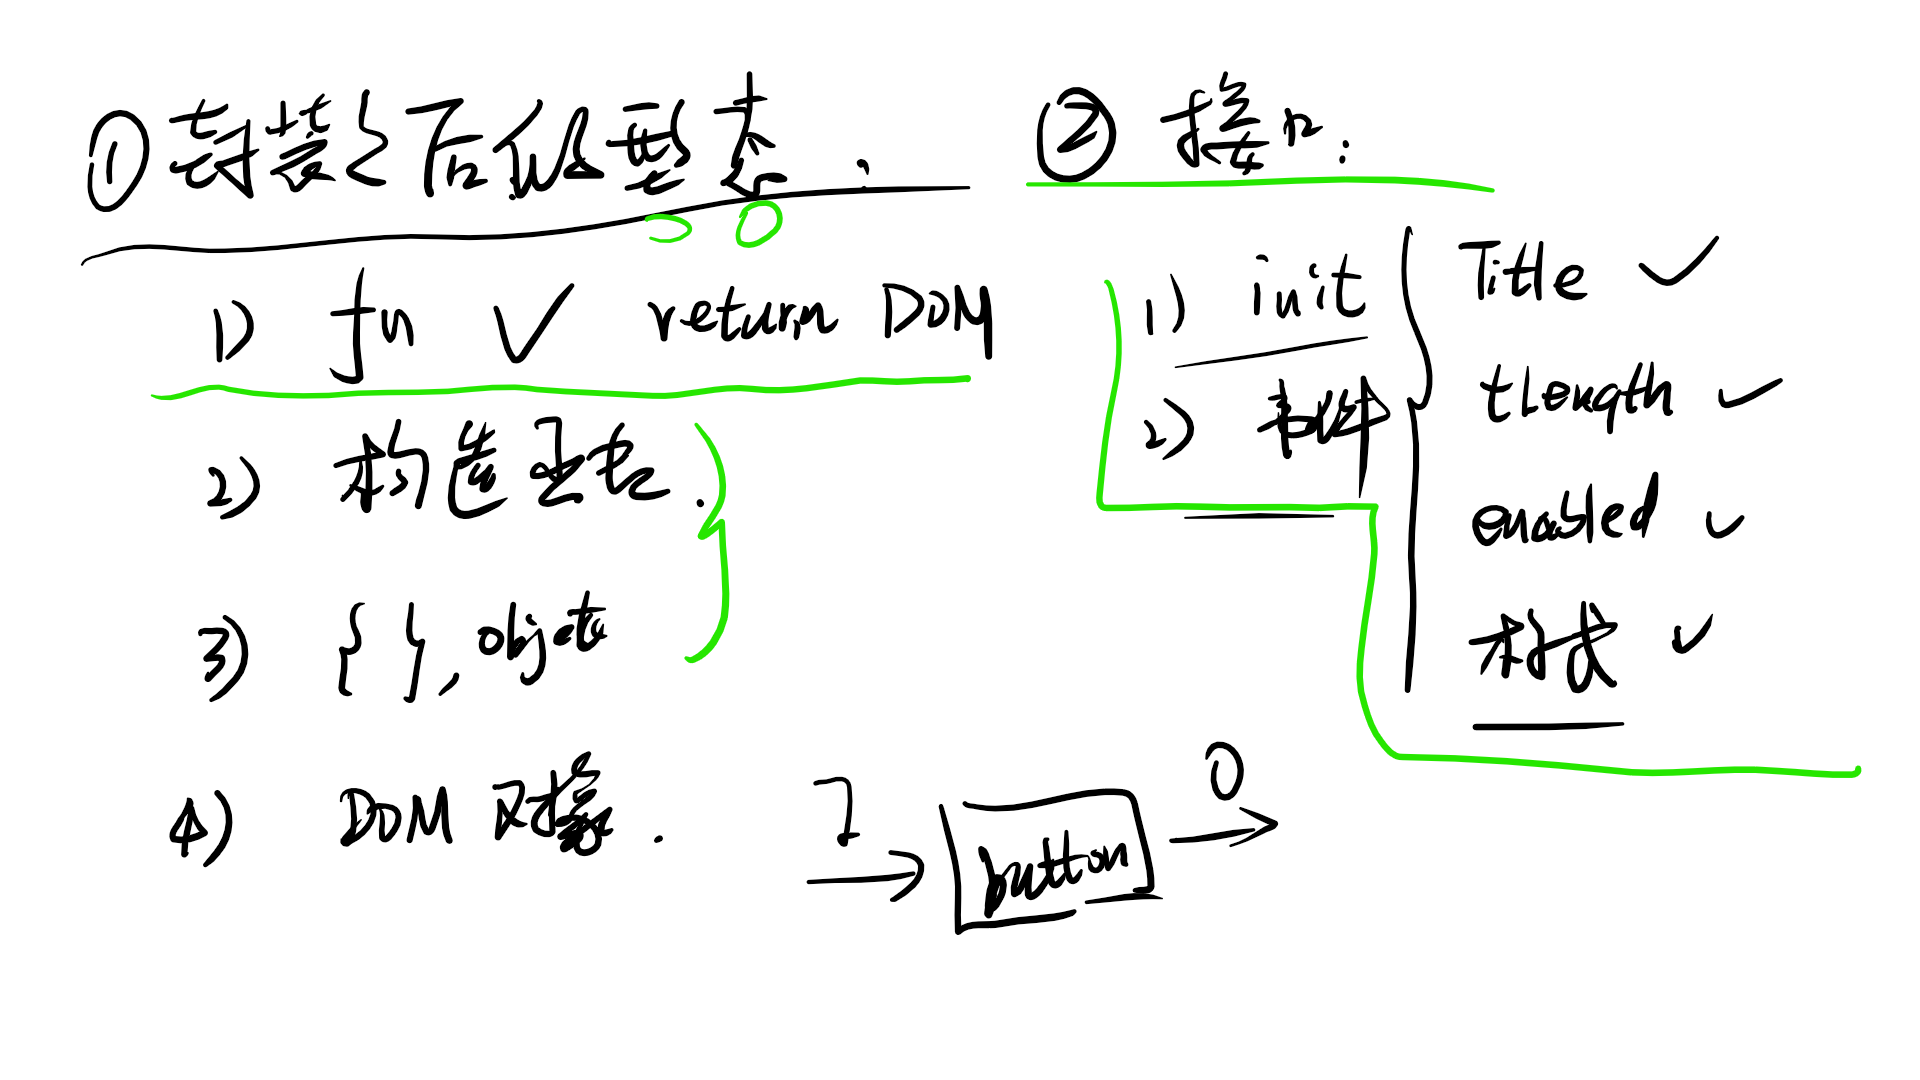 ① 封装之后的型态:
1) fn ✓ return DOM
2) 构造函数.
3) { }, object
4) DOM 对象.
② 接口:
1) init
2) 事件
Title ✓
tLength ✓
enabled ✓
样式 ✓
I
button
O